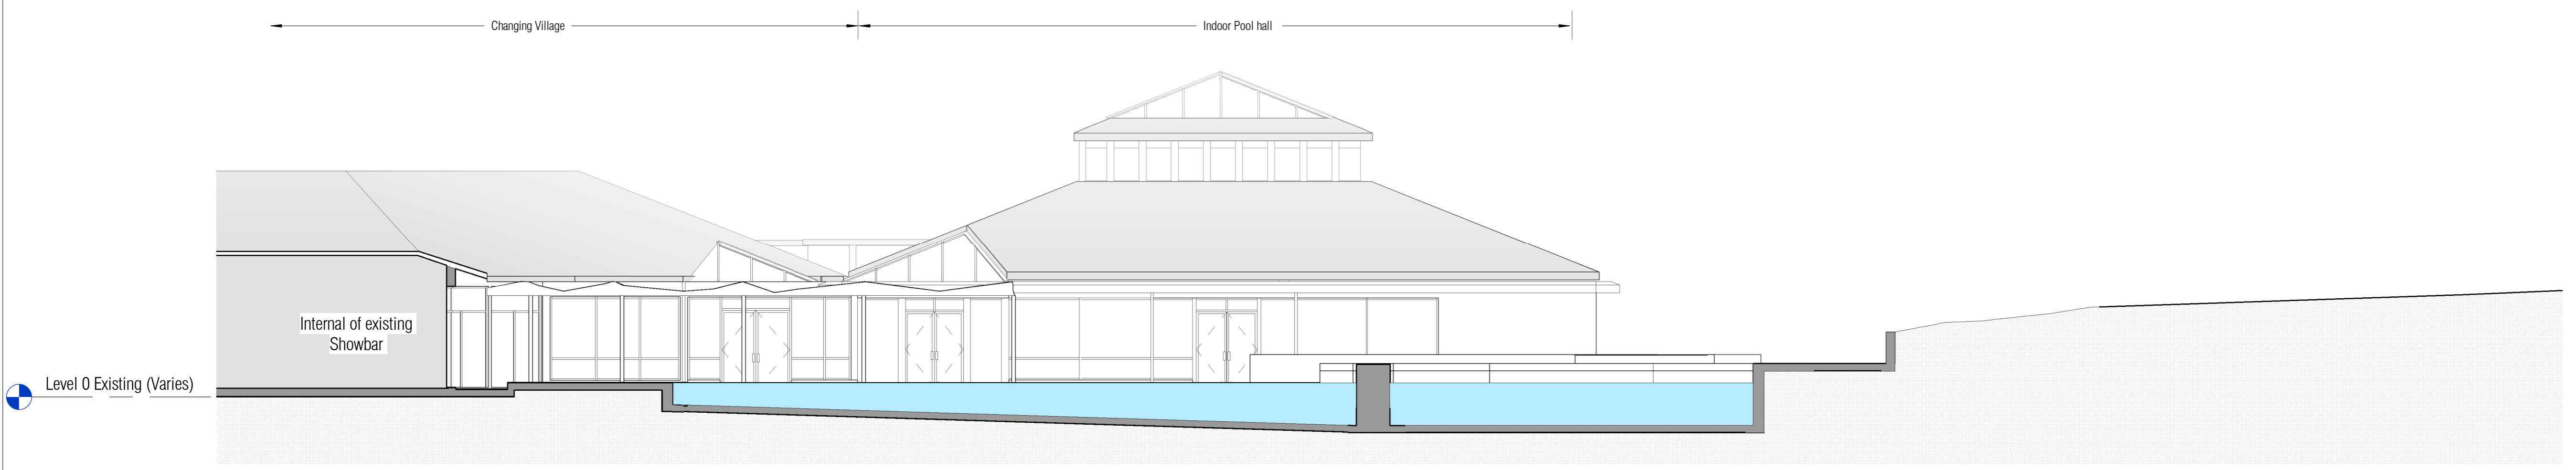 Changing Village
Indoor Pool hall
Internal of existing
Showbar
Level 0 Existing (Varies)